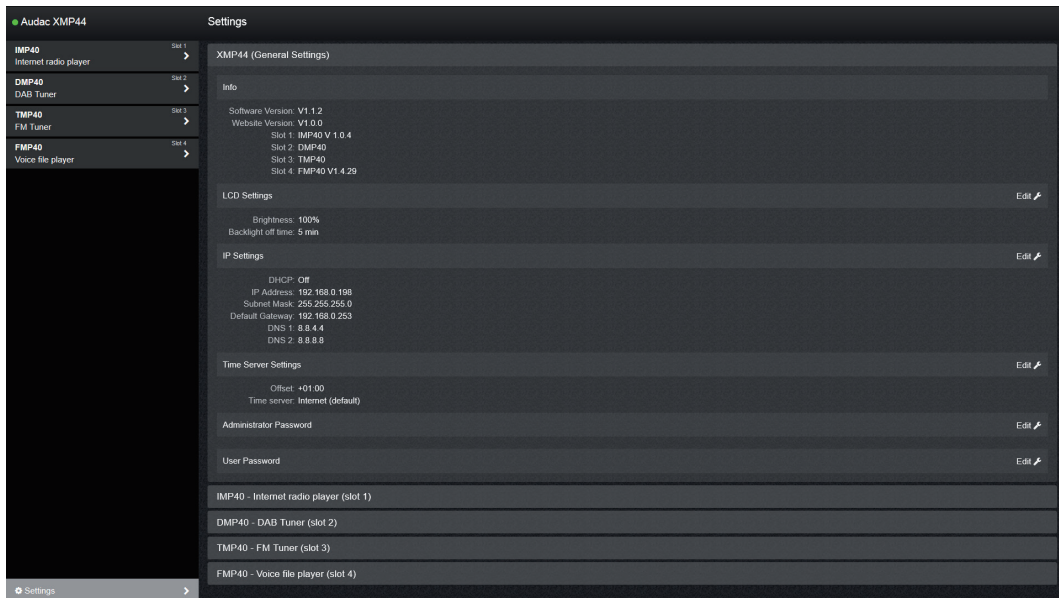 Audac XMP44
Settings
IMP40
Slot 1
Internet radio player
DMP40
Slot 2
DAB Tuner
TMP40
Slot 3
FM Tuner
FMP40
Slot 4
Voice file player
XMP44 (General Settings)
Info
Software Version: V1.1.2
Website Version: V1.0.0
Slot 1: IMP40 V 1.0.4
Slot 2: DMP40
Slot 3: TMP40
Slot 4: FMP40 V1.4.29
LCD Settings Edit
Brightness: 100%
Backlight off time: 5 min
IP Settings Edit
DHCP: Off
IP Address: 192.168.0.198
Subnet Mask: 255.255.255.0
Default Gateway: 192.168.0.253
DNS 1: 8.8.4.4
DNS 2: 8.8.8.8
Time Server Settings Edit
Offset: +01:00
Time server: Internet (default)
Administrator Password Edit
User Password Edit
IMP40 - Internet radio player (slot 1)
DMP40 - DAB Tuner (slot 2)
TMP40 - FM Tuner (slot 3)
FMP40 - Voice file player (slot 4)
Settings